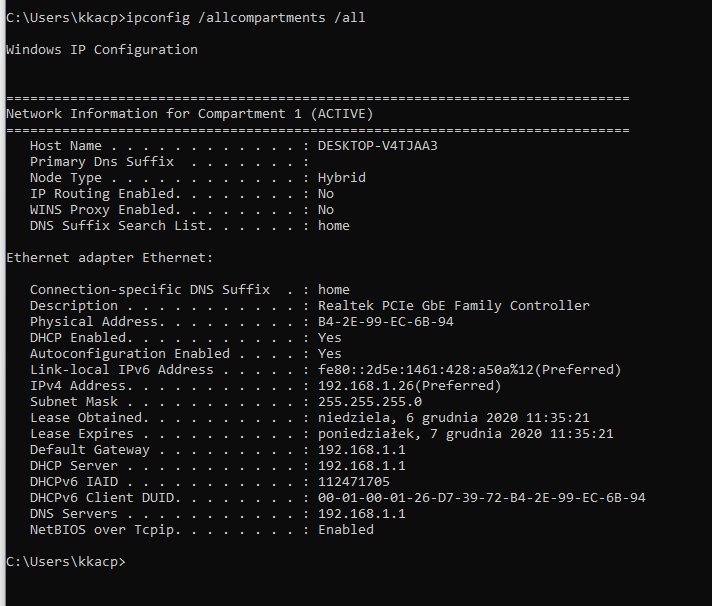 C:\Users\kkacp>ipconfig /allcompartments /all
Windows IP Configuration
==============================================================================
Network Information for Compartment 1 (ACTIVE)
==============================================================================
Host Name . . . . . . . . . . . . : DESKTOP-V4TJAA3
Primary Dns Suffix . . . . . . . :
Node Type . . . . . . . . . . . . : Hybrid
IP Routing Enabled. . . . . . . . : No
WINS Proxy Enabled. . . . . . . . : No
DNS Suffix Search List. . . . . . : home
Ethernet adapter Ethernet:
Connection-specific DNS Suffix . : home
Description . . . . . . . . . . . : Realtek PCIe GbE Family Controller
Physical Address. . . . . . . . . : B4-2E-99-EC-6B-94
DHCP Enabled. . . . . . . . . . . : Yes
Autoconfiguration Enabled . . . . : Yes
Link-local IPv6 Address . . . . . : fe80::2d5e:1461:428:a50a%12(Preferred)
IPv4 Address. . . . . . . . . . . : 192.168.1.26(Preferred)
Subnet Mask . . . . . . . . . . . : 255.255.255.0
Lease Obtained. . . . . . . . . . : niedziela, 6 grudnia 2020 11:35:21
Lease Expires . . . . . . . . . . : poniedziałek, 7 grudnia 2020 11:35:21
Default Gateway . . . . . . . . . : 192.168.1.1
DHCP Server . . . . . . . . . . . : 192.168.1.1
DHCPv6 IAID . . . . . . . . . . . : 112471705
DHCPv6 Client DUID. . . . . . . . : 00-01-00-01-26-D7-39-72-B4-2E-99-EC-6B-94
DNS Servers . . . . . . . . . . . : 192.168.1.1
NetBIOS over Tcpip. . . . . . . . : Enabled
C:\Users\kkacp>